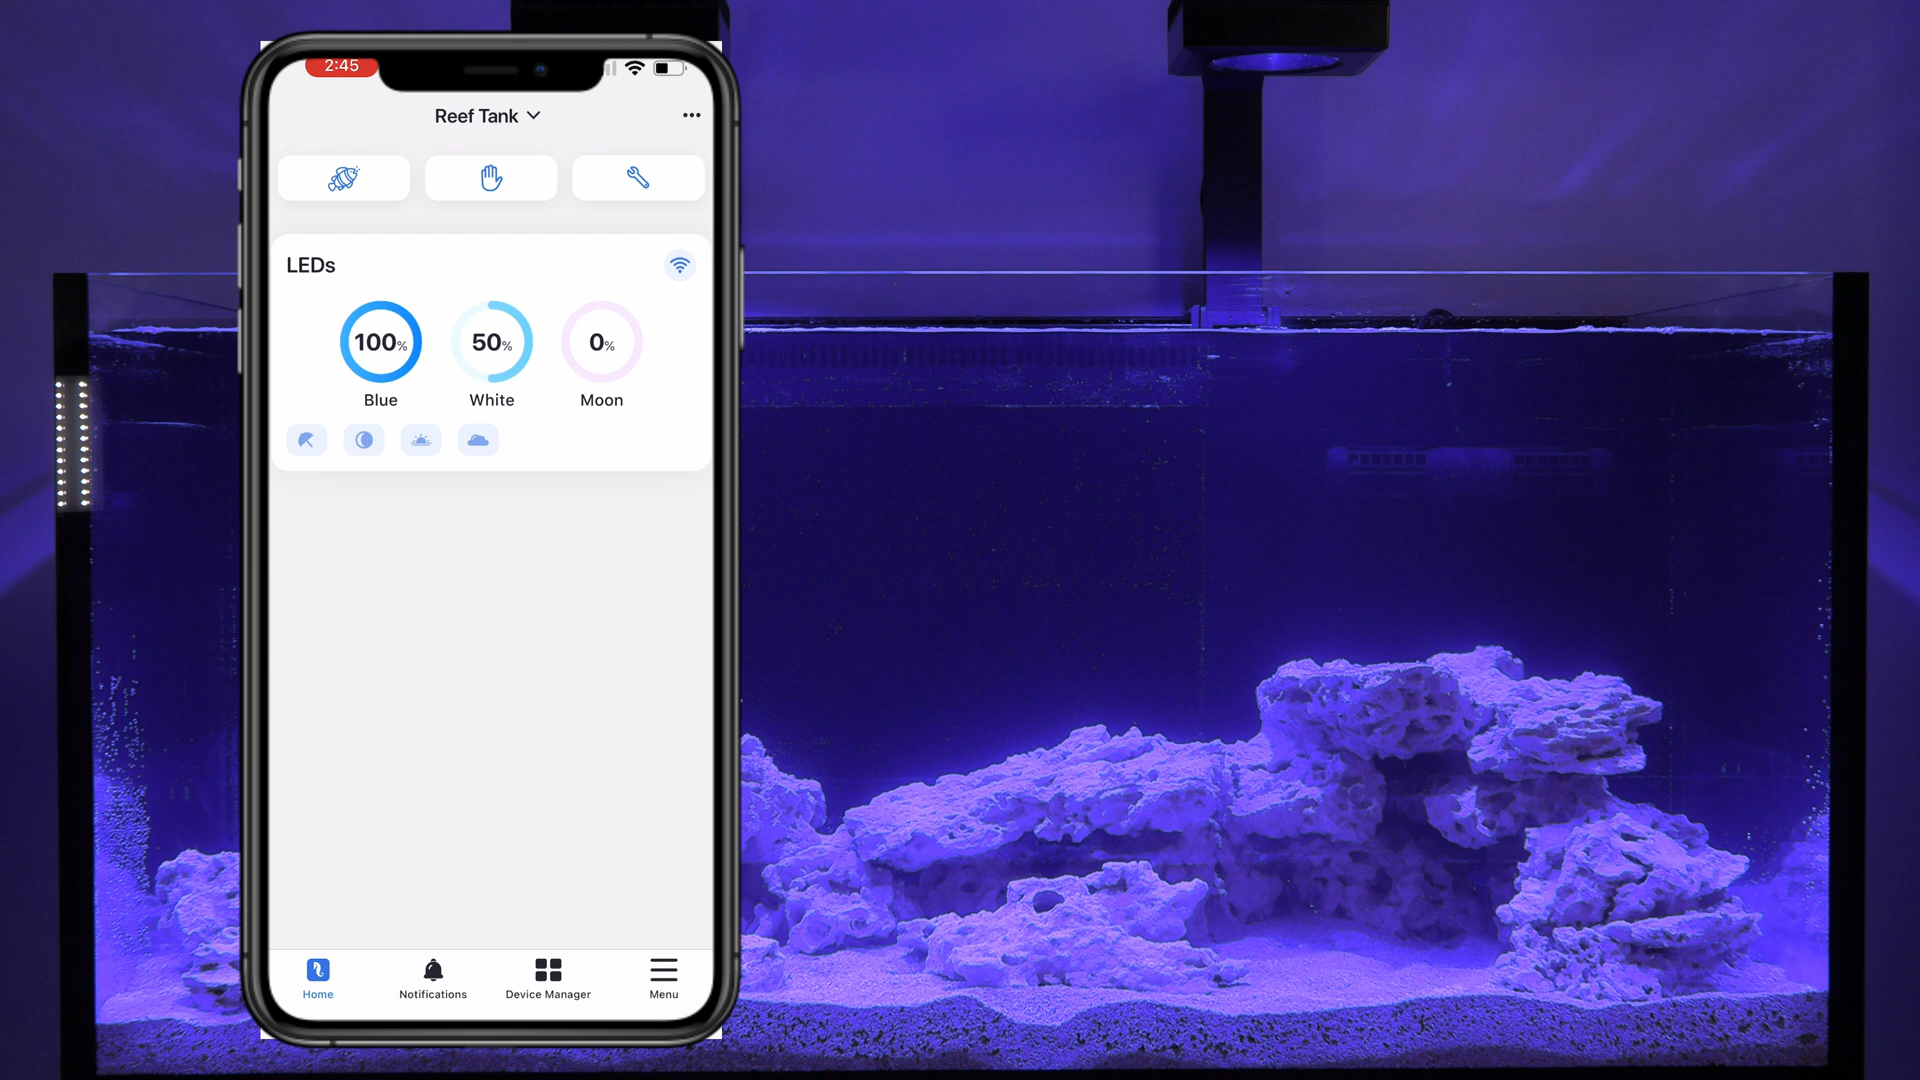 2:45
Reef Tank
LEDs
100% 50% 0%
Blue White Moon
Home Notifications Device Manager Menu